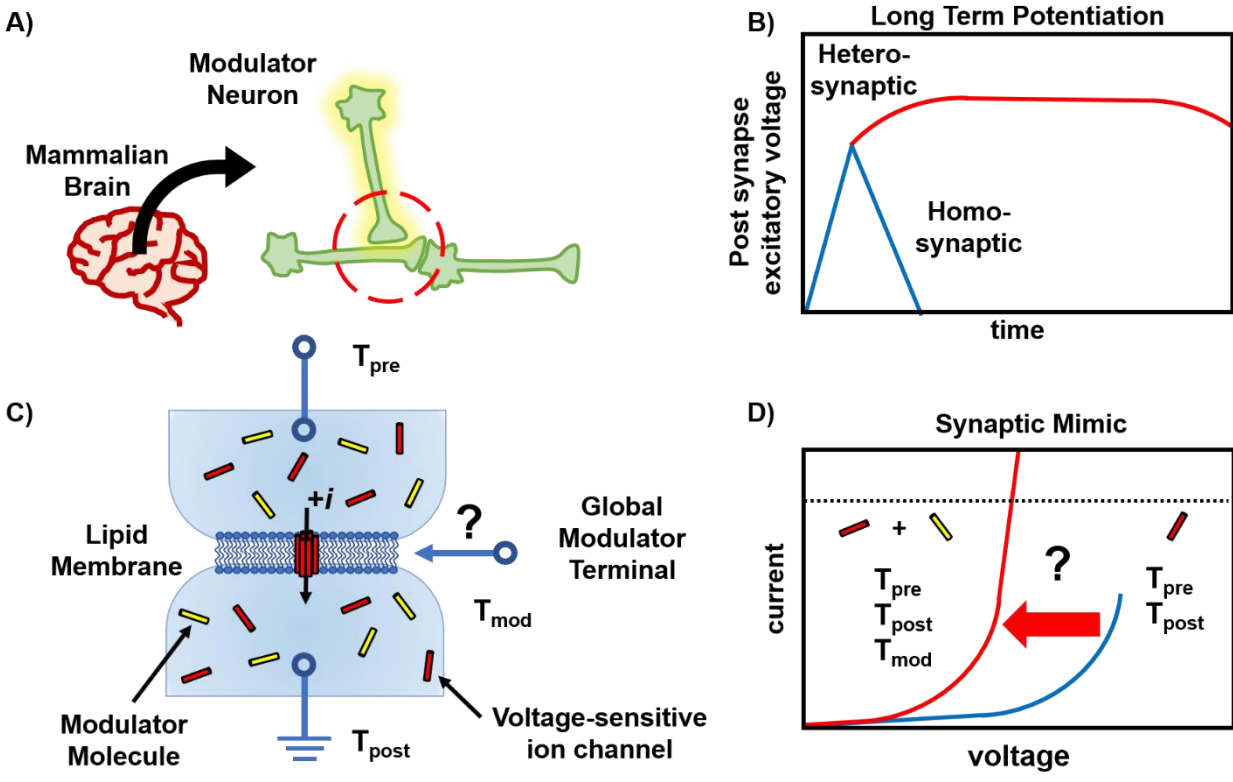 A)
Modulator
Neuron
Mammalian
Brain
B)
Long Term Potentiation
Hetero-
synaptic
Homo-
synaptic
Post synapse
excitatory voltage
time
C)
Tpre
+i
?
Lipid
Membrane
Global
Modulator
Terminal
Tmod
Modulator
Molecule
Tpost
Voltage-sensitive
ion channel
D)
Synaptic Mimic
+
?
Tpre
Tpost
Tmod
Tpre
Tpost
current
voltage